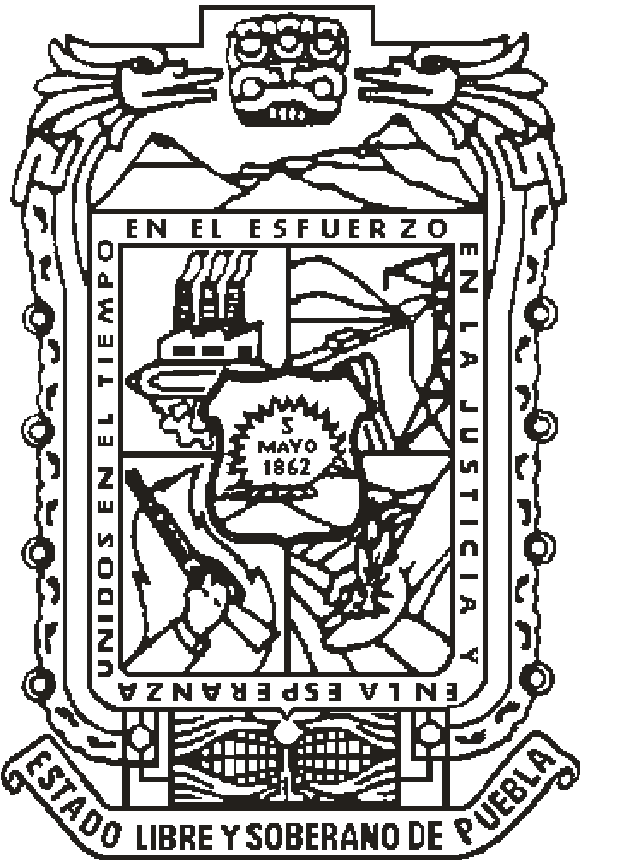 UNIDOS EN EL TIEMPO
EN EL ESFUERZO
EN LA JUSTICIA Y
EN LA ESPERANZA
5
MAYO
1862
ESTADO LIBRE Y SOBERANO DE PUEBLA